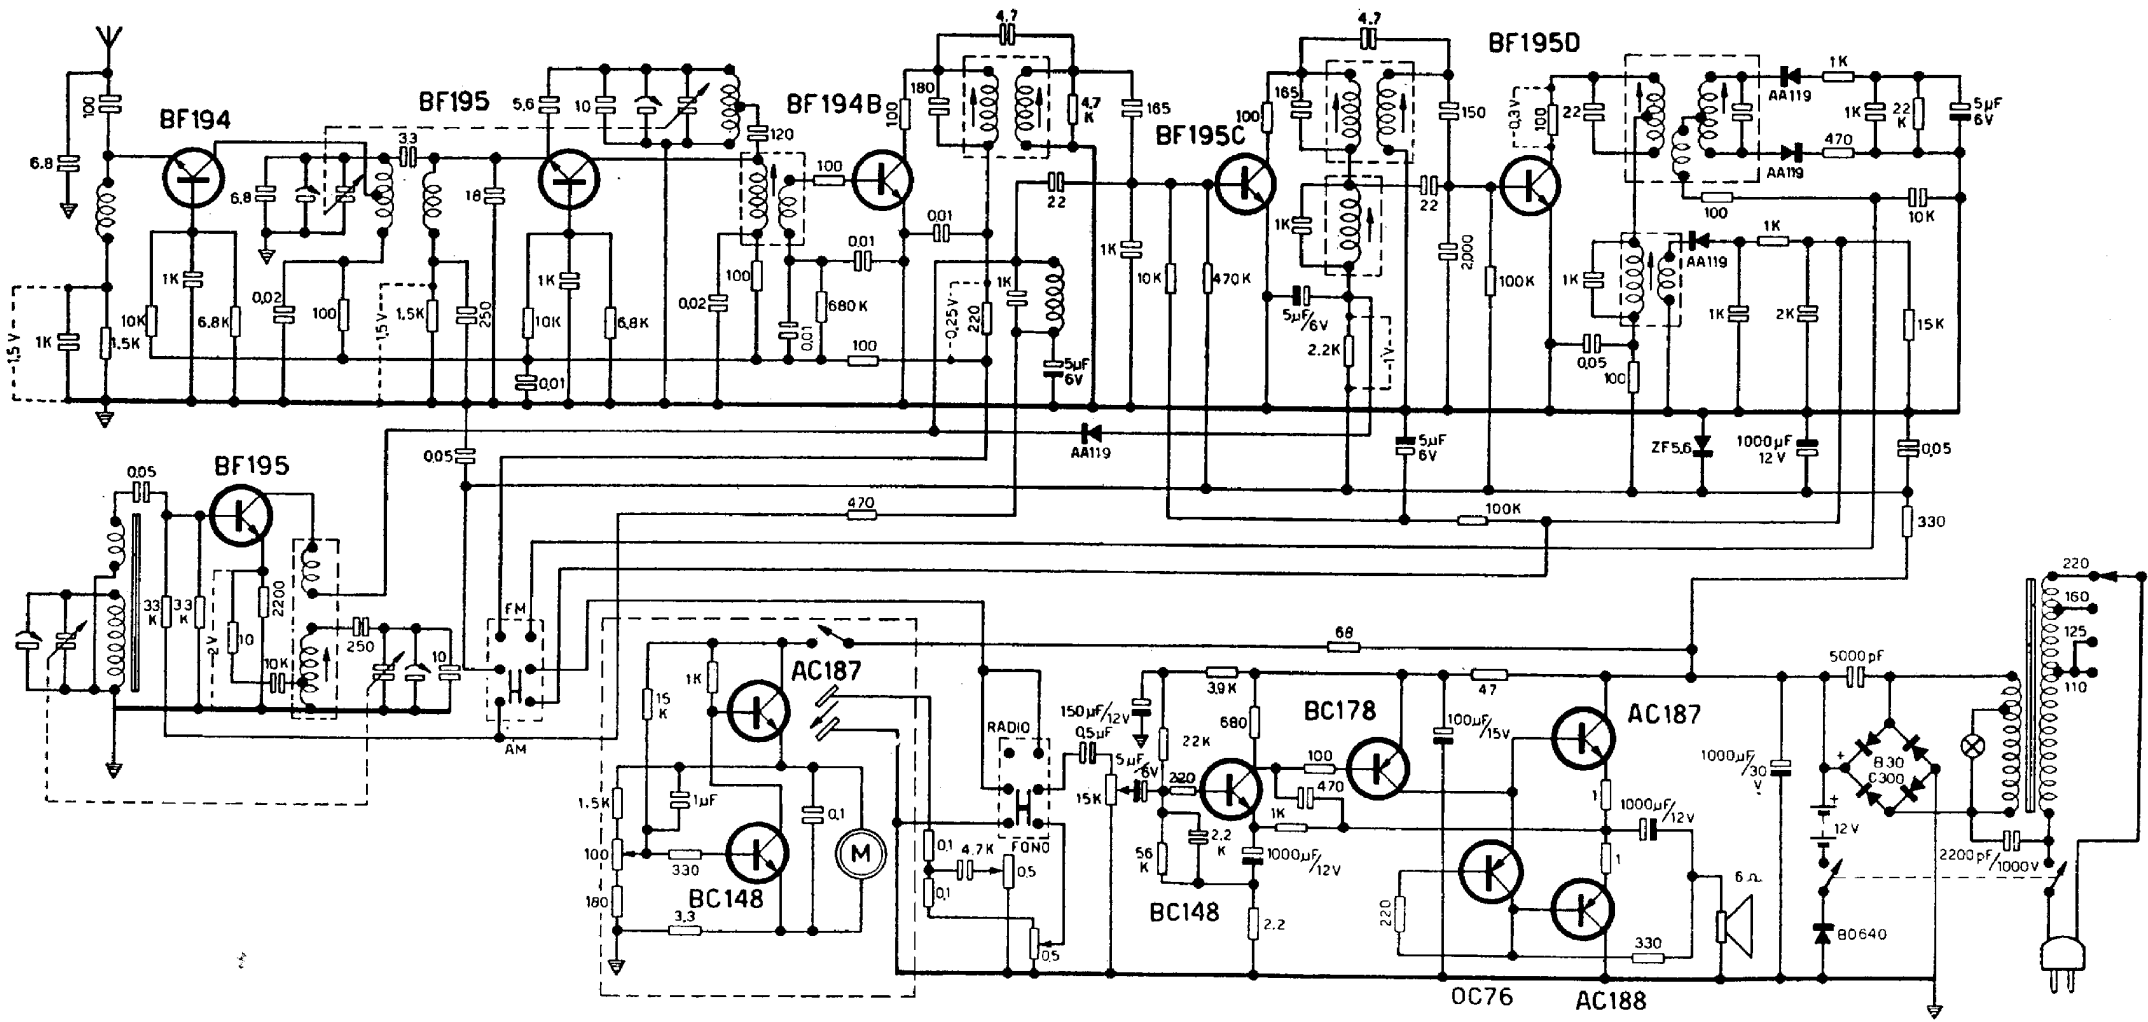 4.7
4.7
BF195D
1K
100
180
4.7
K
AA119
5,6
10
BF194B
100
165
165
150
22
1K
22
K
5µF
6V
BF194
BF195
120
BF195C
100
0,3V
100
470
33
100
AA119
6.8
6.8
18
22
22
100
10K
0,01
1K
1K
1K
AA119
1K
1K
0,01
100
10K
470K
2,000
100K
1K
0,02
0,02
680K
0,25V
220
1K
5µF
/6V
1K
2K
15K
1,5V
1K
1.5K
10K
6.8K
100
1,5V
1.5K
250
10K
6,8K
0,01
100
2.2K
1V
0,05
100
0,01
5µF
6V
BF195
0,05
AA119
5µF
6V
ZF5,6
1000µF
12V
0,05
0,05
470
100K
330
33
K
33
K
2V
10
2200
10K
250
10
FM
AM
220
160
125
110
15
K
1K
AC187
68
5000pF
RADIO
150µF/12V
0,5µF
3,9K
680
BC178
47
100µF
/15V
AC187
1
22K
5µF
/6V
220
100
470
1K
1.5K
1µF
0,1
15K
FONO
2.2
K
56
K
1000µF
/12V
1000µF
/12V
1
1000µF
/30
V
+
B30
C300
+
12V
2200pF
/1000V
100
330
180
BC148
3,3
M
0,1
4.7K
0,1
0,5
0,5
BC148
2.2
220
330
6Ω
BO640
OC76
AC188